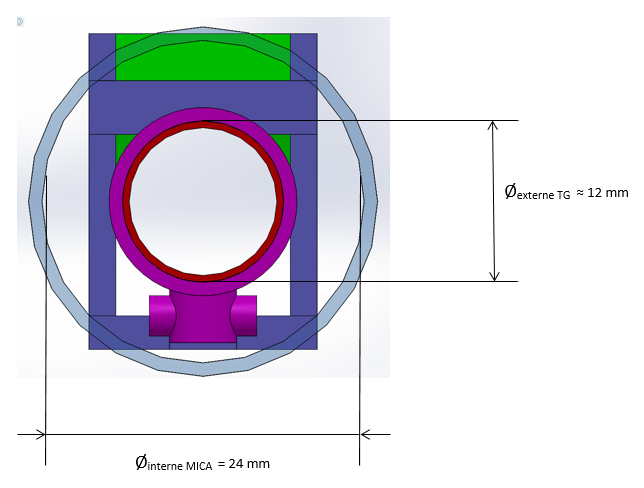 Øexterne TG ≈ 12 mm
Øinterne MICA = 24 mm